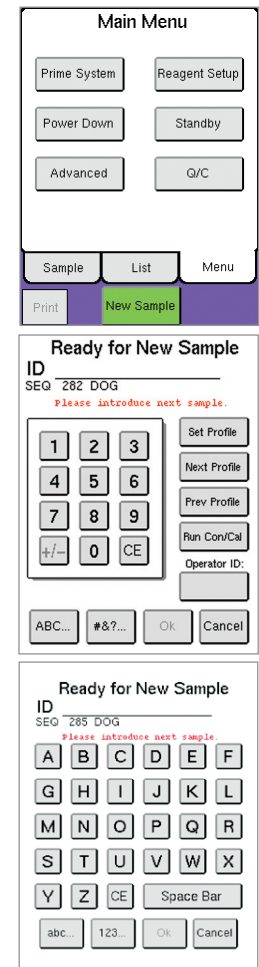 Main Menu
Prime System Reagent Setup
Power Down Standby
Advanced Q/C
Sample List Menu
Print New Sample
Ready for New Sample
ID
SEQ 282 DOG
Please introduce next sample.
1 2 3 Set Profile
4 5 6 Next Profile
7 8 9 Prev Profile
+/- 0 CE Run Con/Cal
Operator ID:
ABC... #&?... Ok Cancel
Ready for New Sample
ID
SEQ 285 DOG
Please introduce next sample.
A B C D E F
G H I J K L
M N O P Q R
S T U V W X
Y Z CE Space Bar
abc... 123... Ok Cancel